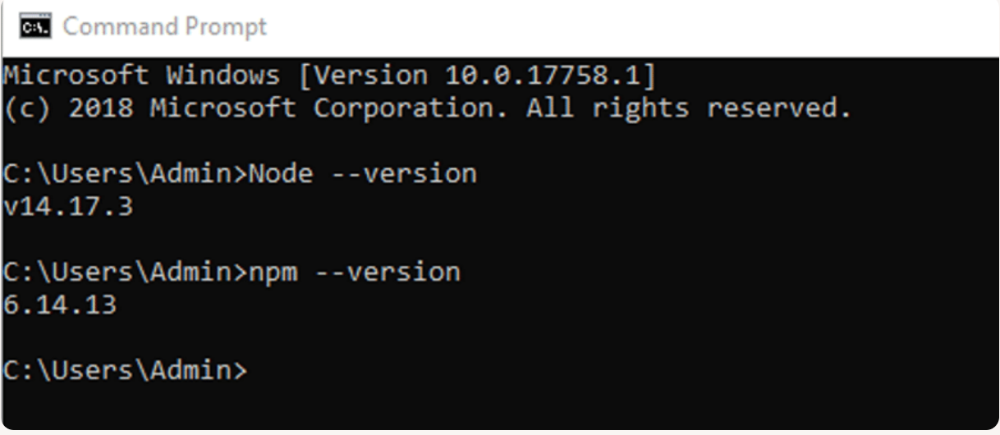 C:\. Command Prompt
Microsoft Windows [Version 10.0.17758.1]
(c) 2018 Microsoft Corporation. All rights reserved.
C:\Users\Admin>Node --version
v14.17.3
C:\Users\Admin>npm --version
6.14.13
C:\Users\Admin>